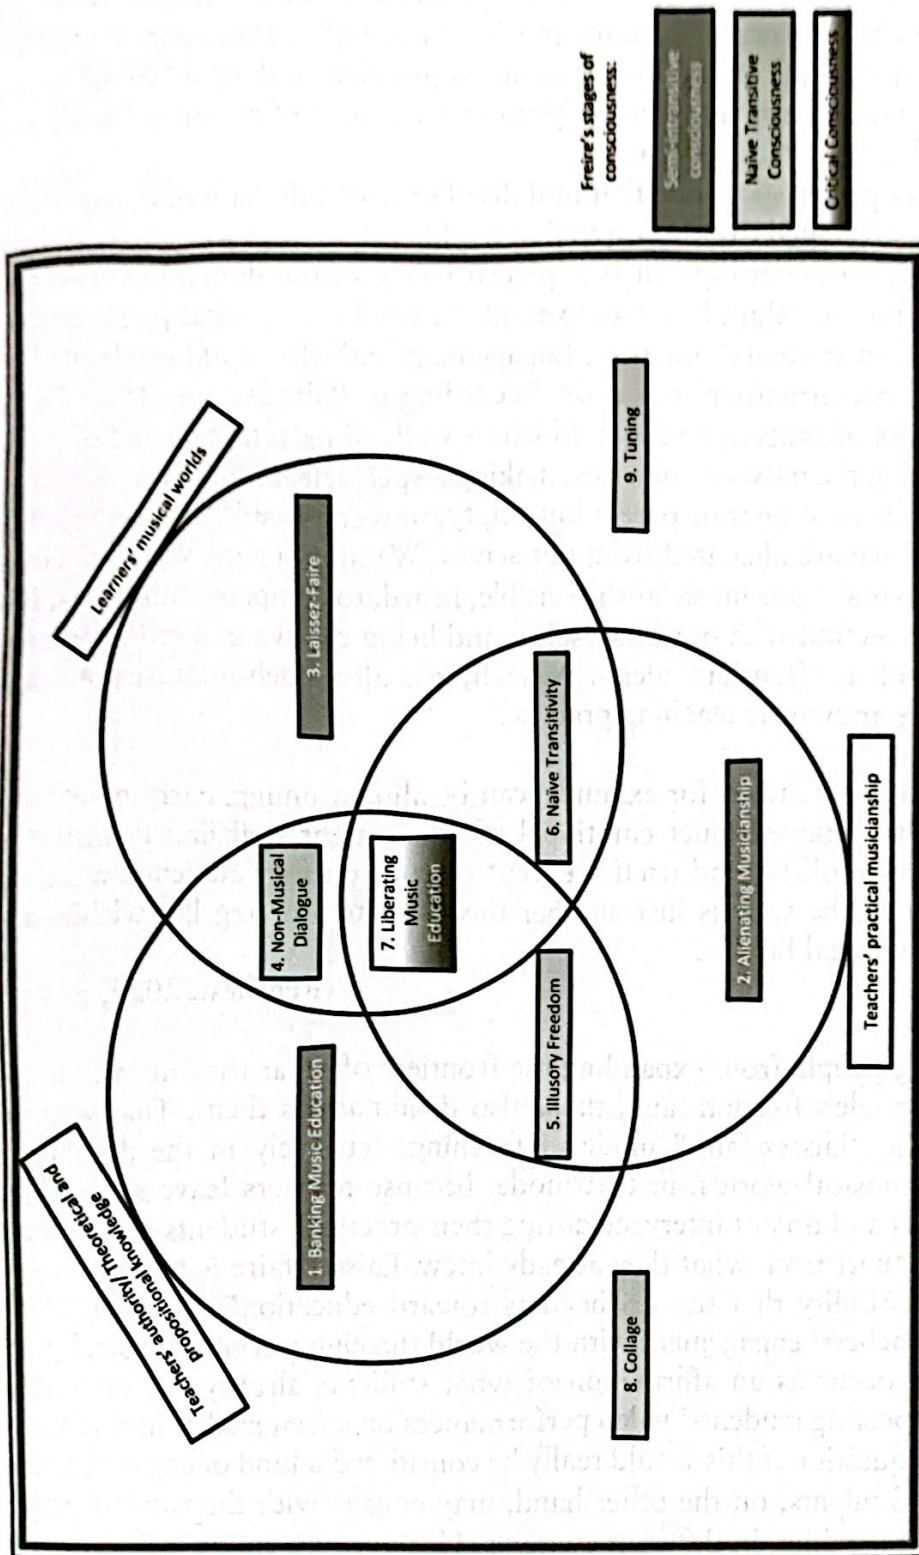 Teachers' authority/Theoretical and
propositional knowledge
Learners' musical worlds
1. Banking Music Education
4. Non-Musical
Dialogue
3. Laissez-Faire
7. Liberating
Music
Education
5. Illusory Freedom
6. Naïve Transitivity
8. Collage
9. Tuning
2. Alienating Musicianship
Teachers' practical musicianship
Freire's stages of
consciousness:
Semi-intransitive
consciousness
Naïve Transitive
Consciousness
Critical Consciousness